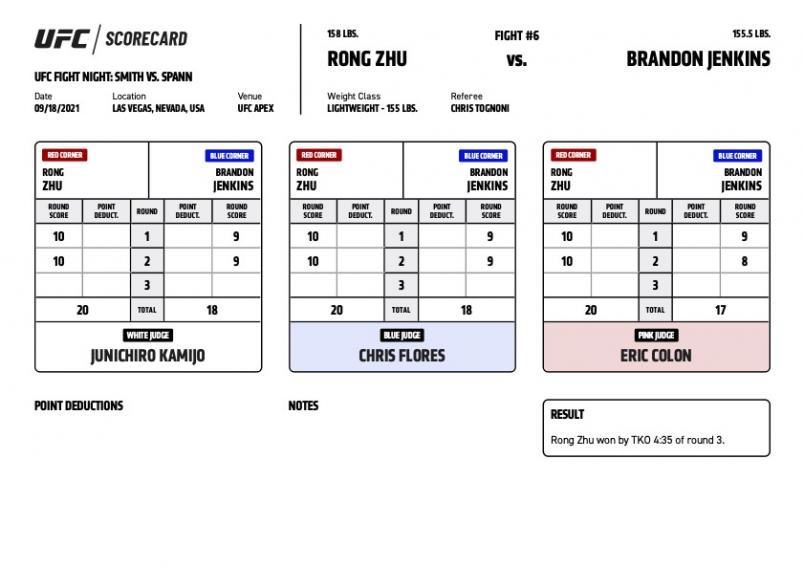 UFC / SCORECARD
UFC FIGHT NIGHT: SMITH VS. SPANN
Date Location Venue
09/18/2021 LAS VEGAS, NEVADA, USA UFC APEX
158 LBS. FIGHT #6 155.5 LBS.
RONG ZHU VS. BRANDON JENKINS
Weight Class Referee
LIGHTWEIGHT - 155 LBS. CHRIS TOGNONI
RED CORNER BLUE CORNER
RONG BRANDON
ZHU JENKINS
ROUND POINT ROUND POINT ROUND
SCORE DEDUCT. DEDUCT. SCORE
10 1 9
10 2 9
3
20 TOTAL 18
WHITE JUDGE
JUNICHIRO KAMIJO
RED CORNER BLUE CORNER
RONG BRANDON
ZHU JENKINS
ROUND POINT ROUND POINT ROUND
SCORE DEDUCT. DEDUCT. SCORE
10 1 9
10 2 9
3
20 TOTAL 18
BLUE JUDGE
CHRIS FLORES
RED CORNER BLUE CORNER
RONG BRANDON
ZHU JENKINS
ROUND POINT ROUND POINT ROUND
SCORE DEDUCT. DEDUCT. SCORE
10 1 9
10 2 8
3
20 TOTAL 17
PINK JUDGE
ERIC COLON
POINT DEDUCTIONS
NOTES
RESULT
Rong Zhu won by TKO 4:35 of round 3.